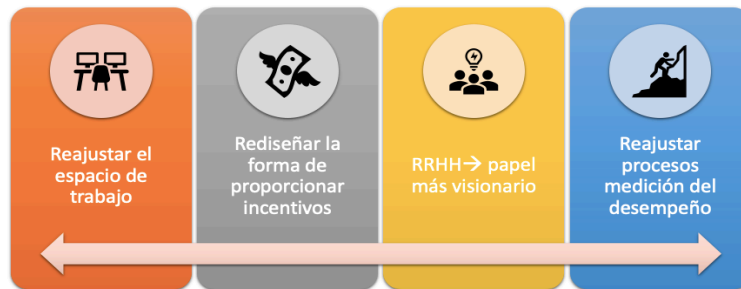 Reajustar el
espacio de
trabajo
Rediseñar la
forma de
proporcionar
incentivos
RRHH→ papel
más visionario
Reajustar
procesos
medición del
desempeño